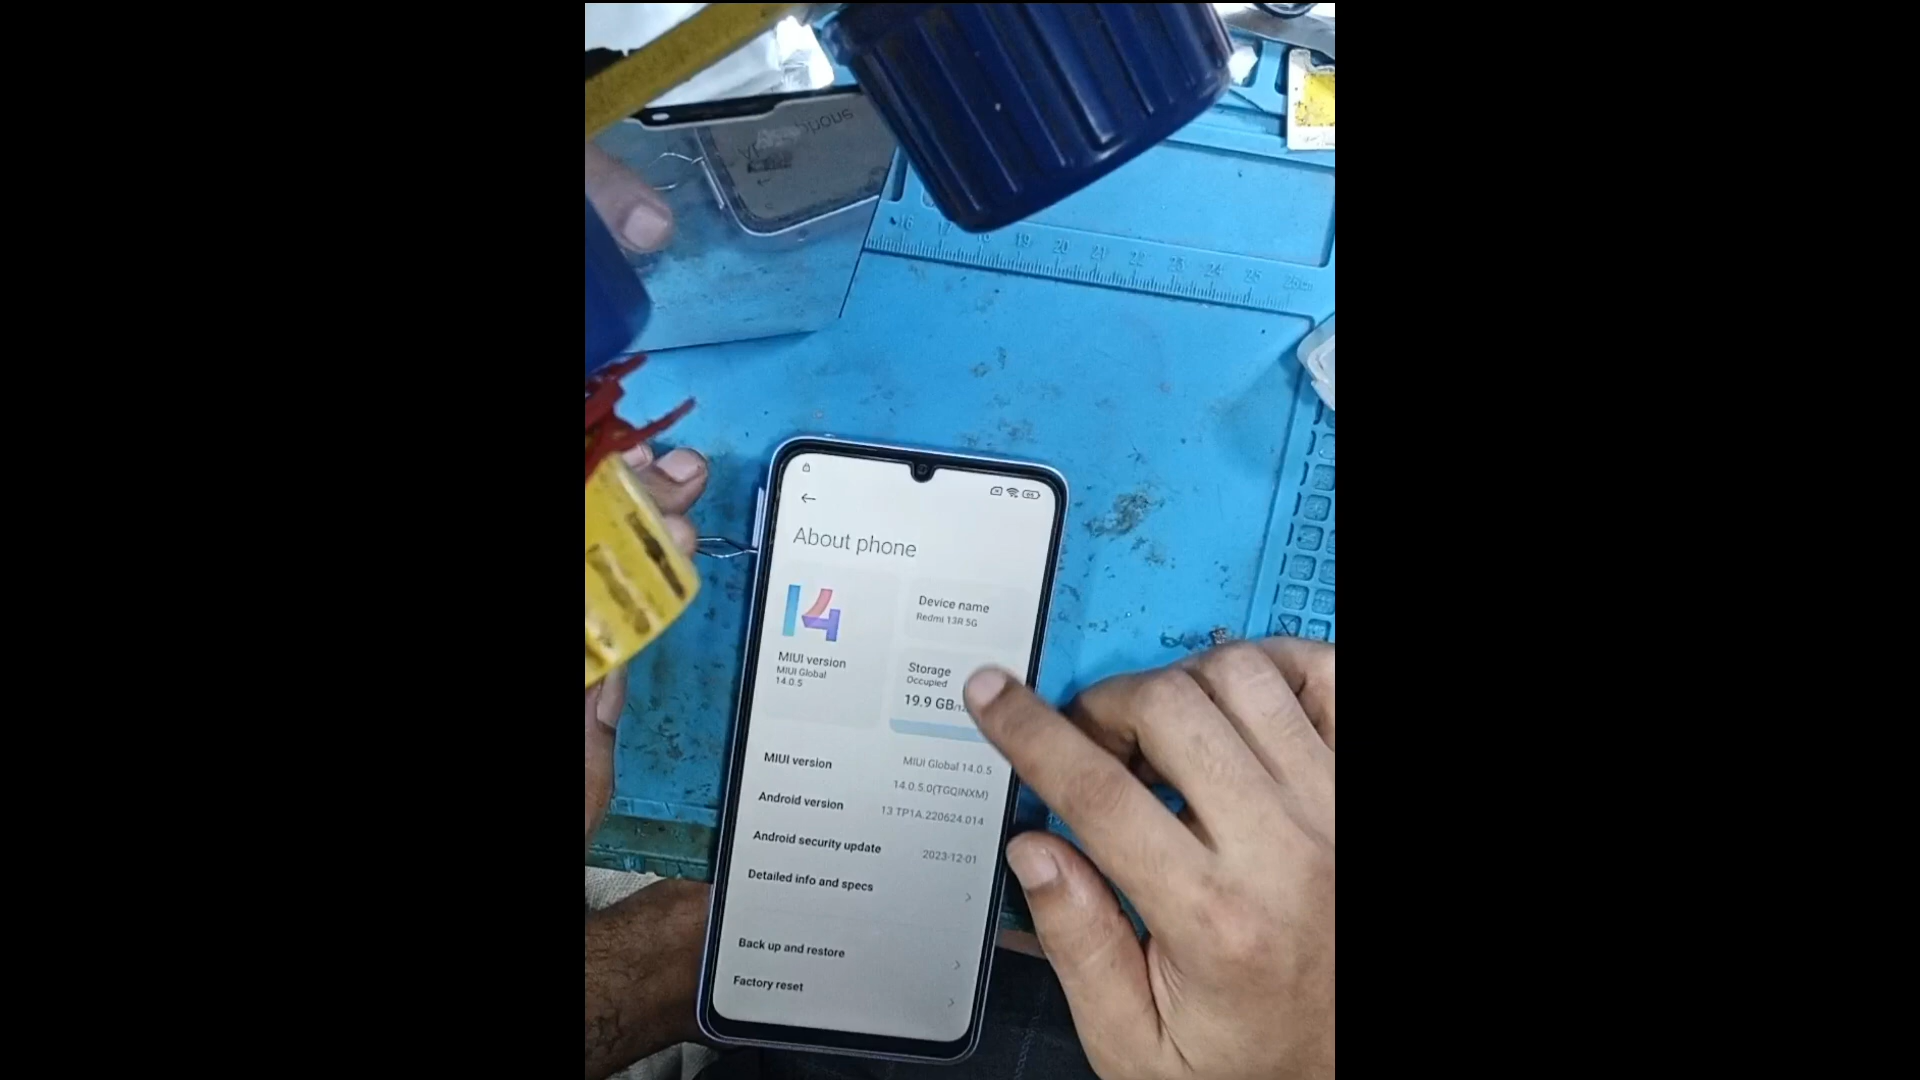 16 17 18 19 20 21 22 23 24 25
About phone
14
Device name
Redmi 13R 5G
MIUI version
MIUI Global
14.0.5
Storage
Occupied
19.9 GB
MIUI version
MIUI Global 14.0.5
14.0.5.0(TGQINXM)
Android version
13 TP1A.220624.014
Android security update
2023-12-01
Detailed info and specs
Back up and restore
Factory reset